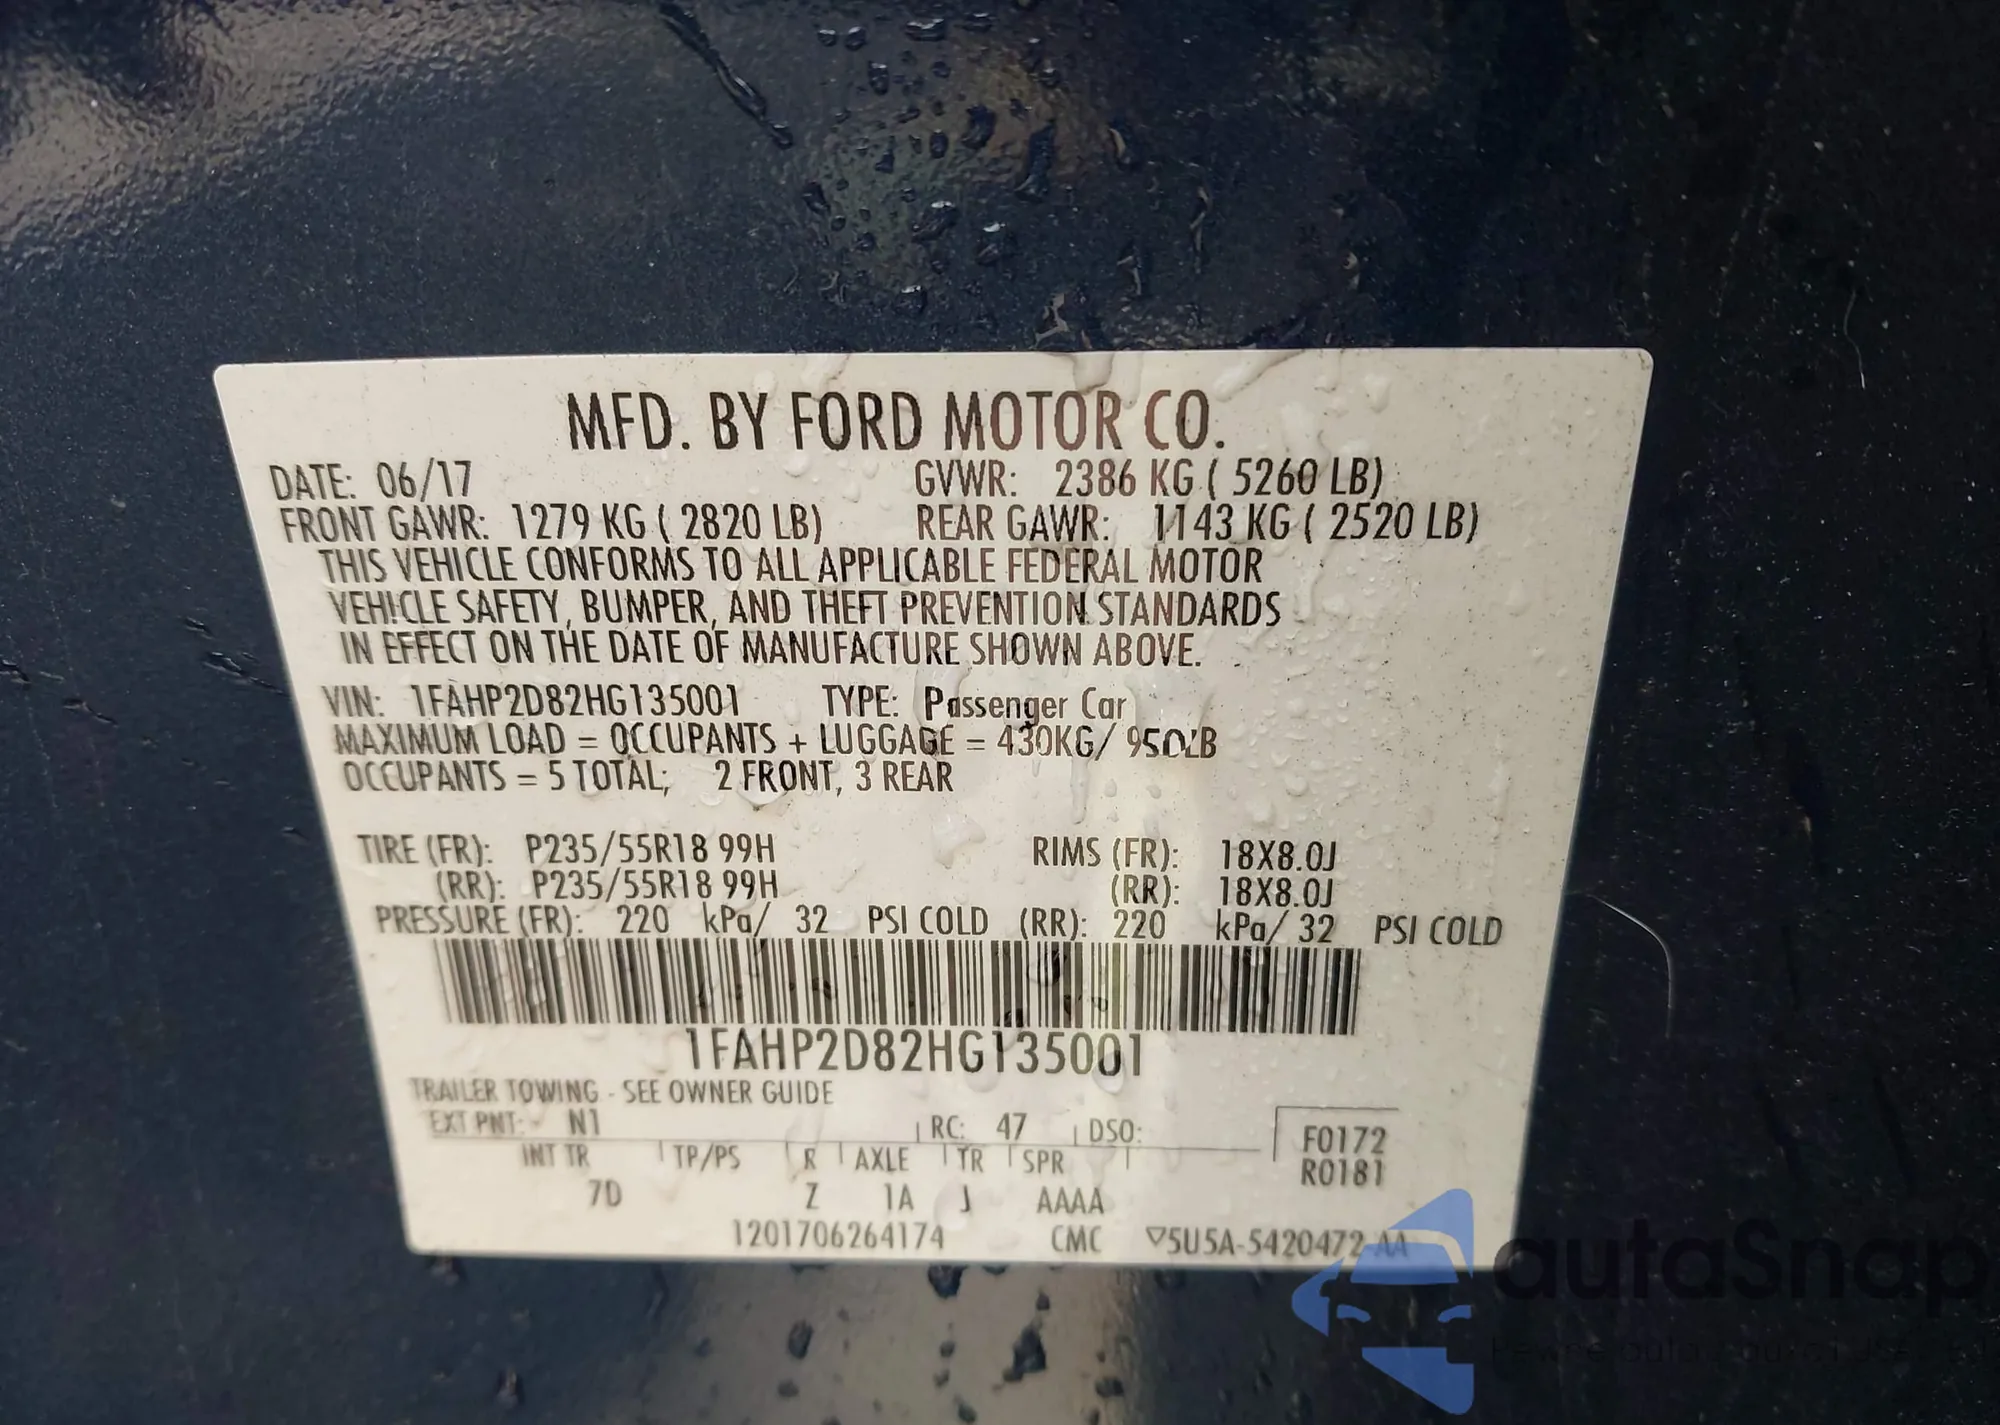 MFD. BY FORD MOTOR CO.
DATE: 06/17 GVWR: 2386 KG ( 5260 LB)
FRONT GAWR: 1279 KG ( 2820 LB) REAR GAWR: 1143 KG ( 2520 LB)
THIS VEHICLE CONFORMS TO ALL APPLICABLE FEDERAL MOTOR
VEHICLE SAFETY, BUMPER, AND THEFT PREVENTION STANDARDS
IN EFFECT ON THE DATE OF MANUFACTURE SHOWN ABOVE.
VIN: 1FAHP2D82HG135001 TYPE: Passenger Car
MAXIMUM LOAD = OCCUPANTS + LUGGAGE = 430KG/ 950LB
OCCUPANTS = 5 TOTAL; 2 FRONT, 3 REAR
TIRE (FR): P235/55R18 99H RIMS (FR): 18X8.0J
(RR): P235/55R18 99H (RR): 18X8.0J
PRESSURE (FR): 220 kPa/ 32 PSI COLD (RR): 220 kPa/ 32 PSI COLD
1FAHP2D82HG135001
TRAILER TOWING - SEE OWNER GUIDE
EXT PNT: N1 RC: 47 DSO: F0172
INT TR TP/PS R AXLE TR SPR R0181
7D Z 1A J AAAA
1201706264174 CMC ▽5U5A-5420472-AA
autaSnap